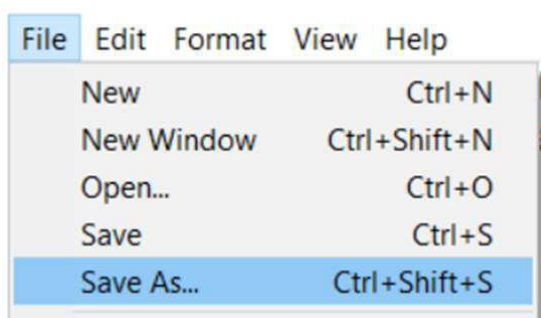 File Edit Format View Help
New Ctrl+N
New Window Ctrl+Shift+N
Open... Ctrl+O
Save Ctrl+S
Save As... Ctrl+Shift+S